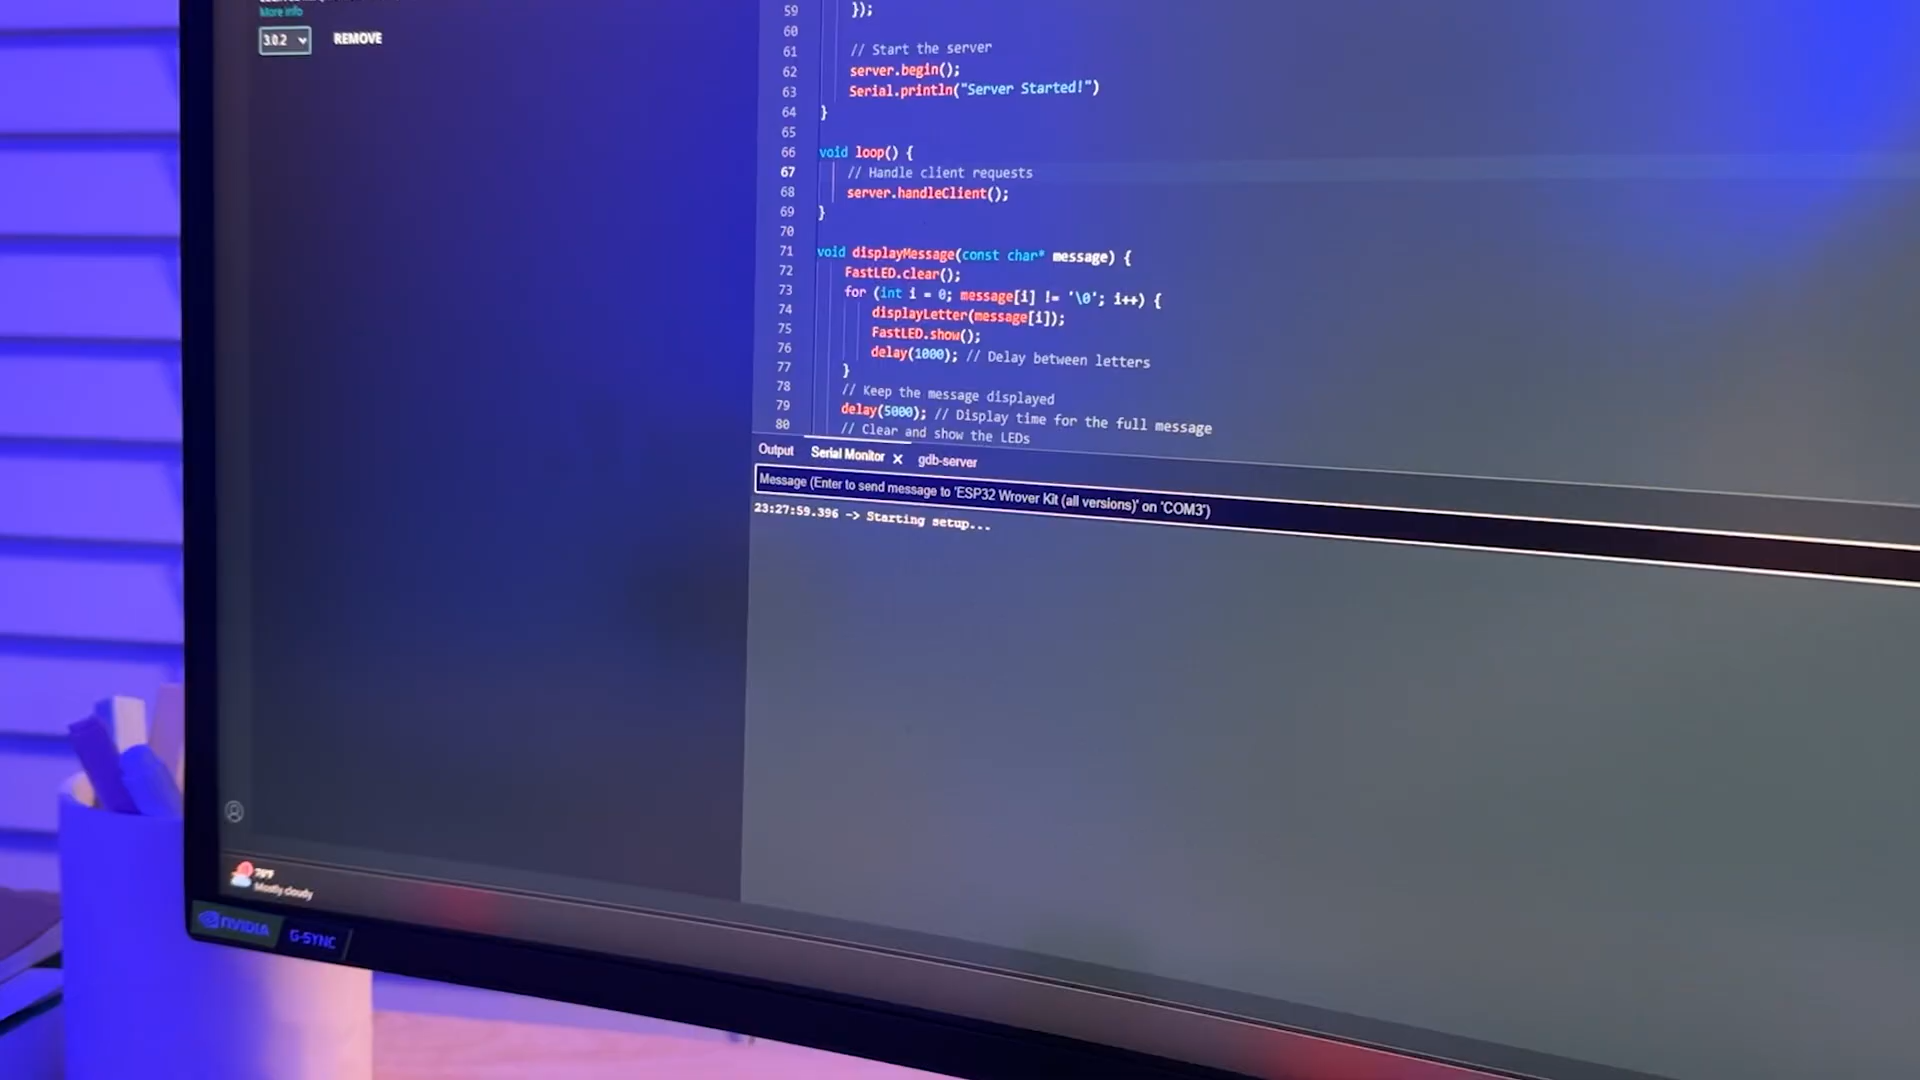 More info
3.0.2
REMOVE
59 });
60
61 // Start the server
62 server.begin();
63 Serial.println("Server Started!")
64 }
65
66 void loop() {
67 // Handle client requests
68 server.handleClient();
69 }
70
71 void displayMessage(const char* message) {
72 FastLED.clear();
73 for (int i = 0; message[i] != '\0'; i++) {
74 displayLetter(message[i]);
75 FastLED.show();
76 delay(1000); // Delay between letters
77 }
78 // Keep the message displayed
79 delay(5000); // Display time for the full message
80 // Clear and show the LEDs
Output Serial Monitor X gdb-server
Message (Enter to send message to 'ESP32 Wrover Kit (all versions)' on 'COM3')
23:27:59.396 -> Starting setup...
Mostly cloudy
NVIDIA G-SYNC